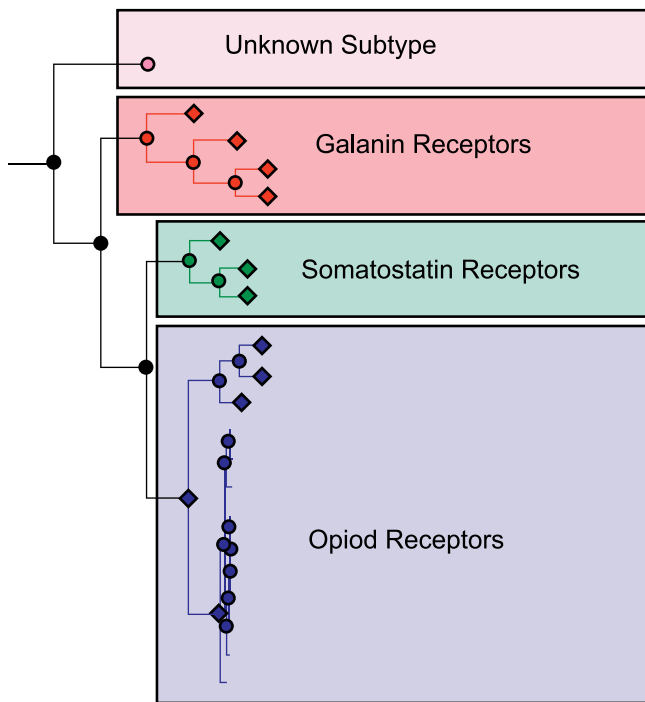 Unknown Subtype
Galanin Receptors
Somatostatin Receptors
Opiod Receptors